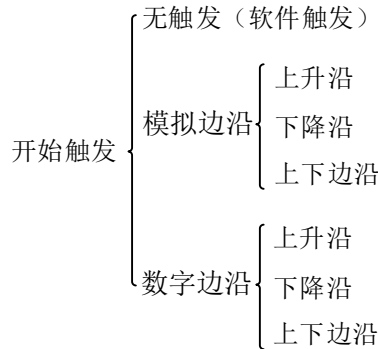 开始触发
无触发（软件触发）
模拟边沿
上升沿
下降沿
上下边沿
数字边沿
上升沿
下降沿
上下边沿